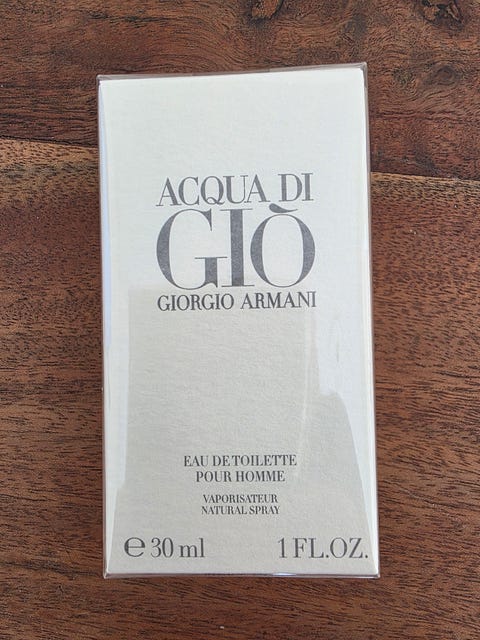 ACQUA DI
GIÒ
GIORGIO ARMANI
EAU DE TOILETTE
POUR HOMME
VAPORISATEUR
NATURAL SPRAY
℮ 30 ml 1 FL.OZ.